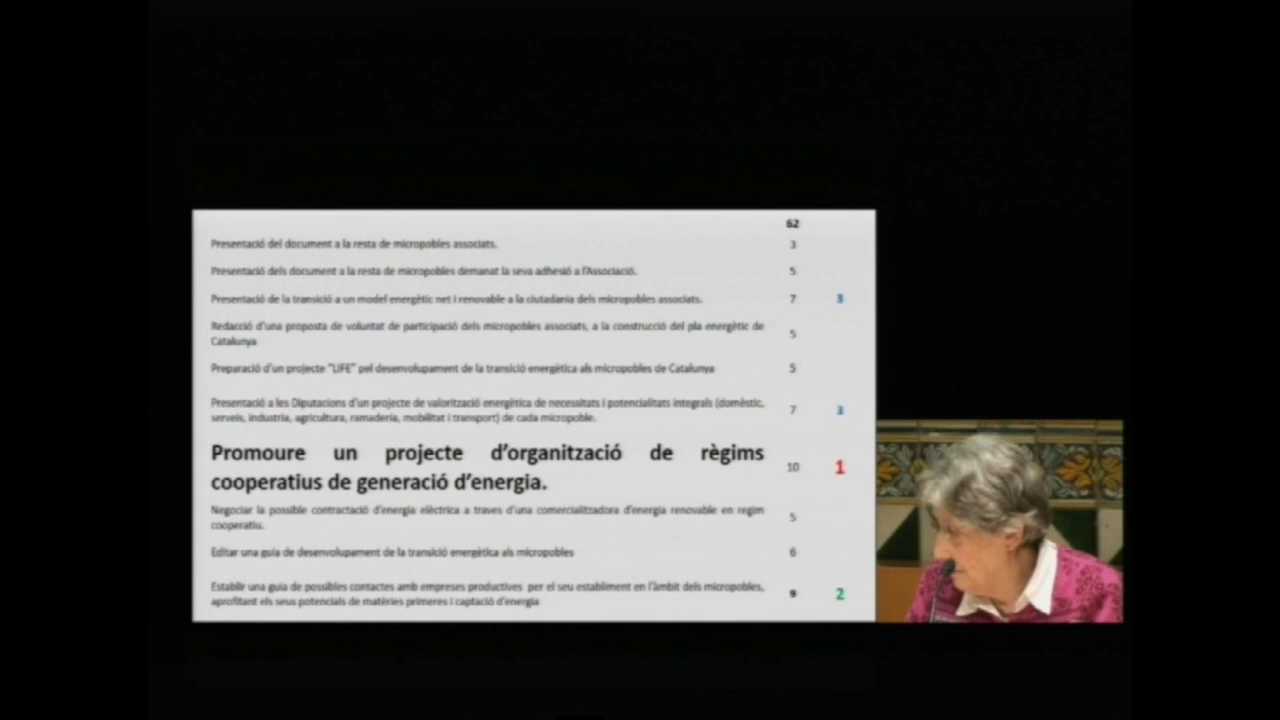 62
Presentació del document a la resta de micropobles associats. 3
Presentació dels document a la resta de micropobles demanat la seva adhesió a l'Associació. 5
Presentació de la transició a un model energètic net i renovable a la ciutadania dels micropobles associats. 7 3
Redacció d'una proposta de voluntat de participació dels micropobles associats, a la construcció del pla energètic de
Catalunya 5
Preparació d'un projecte "LIFE" pel desenvolupament de la transició energètica als micropobles de Catalunya 5
Presentació a les Diputacions d'un projecte de valorització energètica de necessitats i potencialitats integrals (domèstic,
serveis, industria, agricultura, ramaderia, mobilitat i transport) de cada micropoble. 7 3
Promoure un projecte d'organització de règims
cooperatius de generació d'energia. 10 1
Negociar la possible contractació d'energia elèctrica a traves d'una comercialitzadora d'energia renovable en regim
cooperatiu. 5
Editar una guia de desenvolupament de la transició energètica als micropobles 6
Establir una guia de possibles contactes amb empreses productives per el seu establiment en l'àmbit dels micropobles,
aprofitant els seus potencials de matèries primeres i captació d'energia 9 2